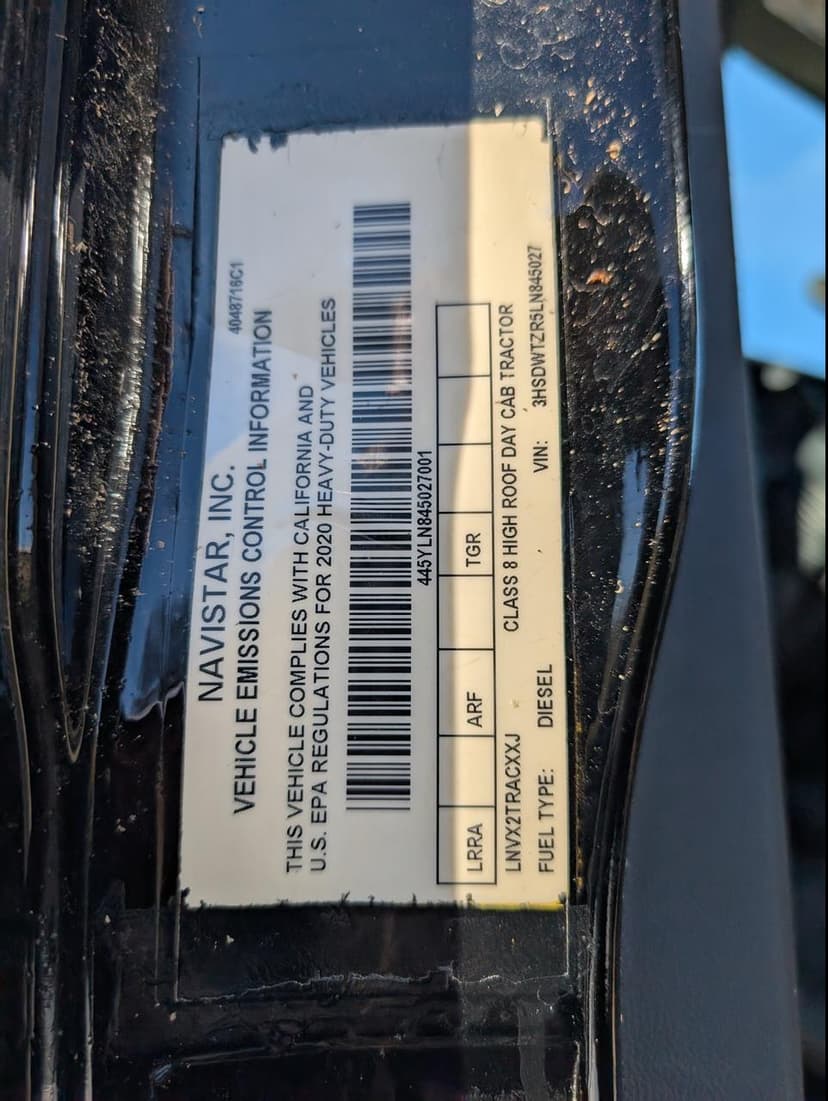 4048716C1
NAVISTAR, INC.
VEHICLE EMISSIONS CONTROL INFORMATION
THIS VEHICLE COMPLIES WITH CALIFORNIA AND
U.S. EPA REGULATIONS FOR 2020 HEAVY-DUTY VEHICLES
445YLN845027001
LRRA ARF TGR
LNVX2TRACXXJ CLASS 8 HIGH ROOF DAY CAB TRACTOR
FUEL TYPE: DIESEL VIN: 3HSDWTZR5LN845027